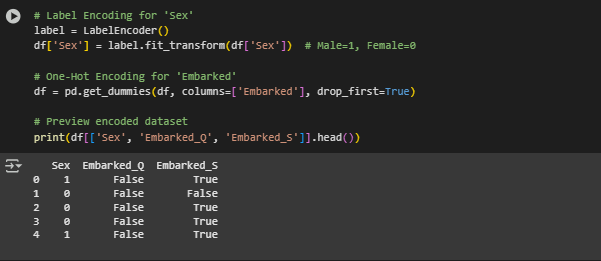 # Label Encoding for 'Sex'
label = LabelEncoder()
df['Sex'] = label.fit_transform(df['Sex'])  # Male=1, Female=0
# One-Hot Encoding for 'Embarked'
df = pd.get_dummies(df, columns=['Embarked'], drop_first=True)
# Preview encoded dataset
print(df[['Sex', 'Embarked_Q', 'Embarked_S']].head())
Sex Embarked_Q Embarked_S
0 1 False True
1 0 False False
2 0 False True
3 0 False True
4 1 False True